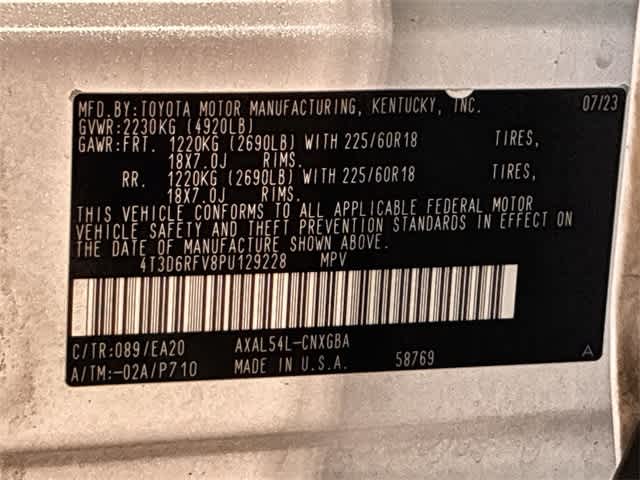 MFD.BY:TOYOTA MOTOR MANUFACTURING, KENTUCKY, INC. 07/23
GVWR:2230KG (4920LB)
GAWR:FRT. 1220KG (2690LB) WITH 225/60R18 TIRES,
18X7.0J RIMS.
RR. 1220KG (2690LB) WITH 225/60R18 TIRES,
18X7.0J RIMS.
THIS VEHICLE CONFORMS TO ALL APPLICABLE FEDERAL MOTOR
VEHICLE SAFETY AND THEFT PREVENTION STANDARDS IN EFFECT ON
THE DATE OF MANUFACTURE SHOWN ABOVE.
4T3D6RFV8PU129228 MPV
C/TR:089/EA20 AXAL54L-CNXGBA
A/TM:-02A/P710 MADE IN U.S.A. 58769 A